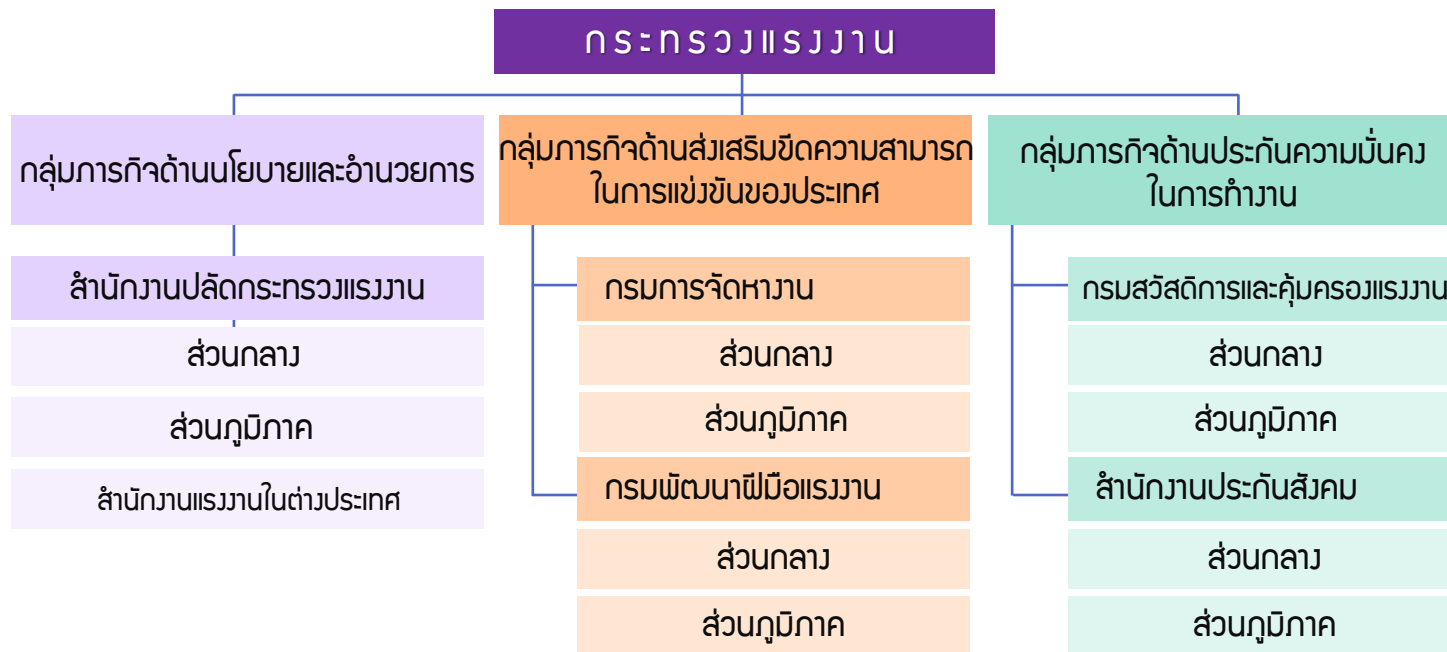 กระทรวงแรงงาน
กลุ่มภารกิจด้านนโยบายและอำนวยการ
สำนักงานปลัดกระทรวงแรงงาน
ส่วนกลาง
ส่วนภูมิภาค
สำนักงานแรงงานในต่างประเทศ
กลุ่มภารกิจด้านส่งเสริมขีดความสามารถ
ในการแข่งขันของประเทศ
กรมการจัดหางาน
ส่วนกลาง
ส่วนภูมิภาค
กรมพัฒนาฝีมือแรงงาน
ส่วนกลาง
ส่วนภูมิภาค
กลุ่มภารกิจด้านประกันความมั่นคง
ในการทำงาน
กรมสวัสดิการและคุ้มครองแรงงาน
ส่วนกลาง
ส่วนภูมิภาค
สำนักงานประกันสังคม
ส่วนกลาง
ส่วนภูมิภาค